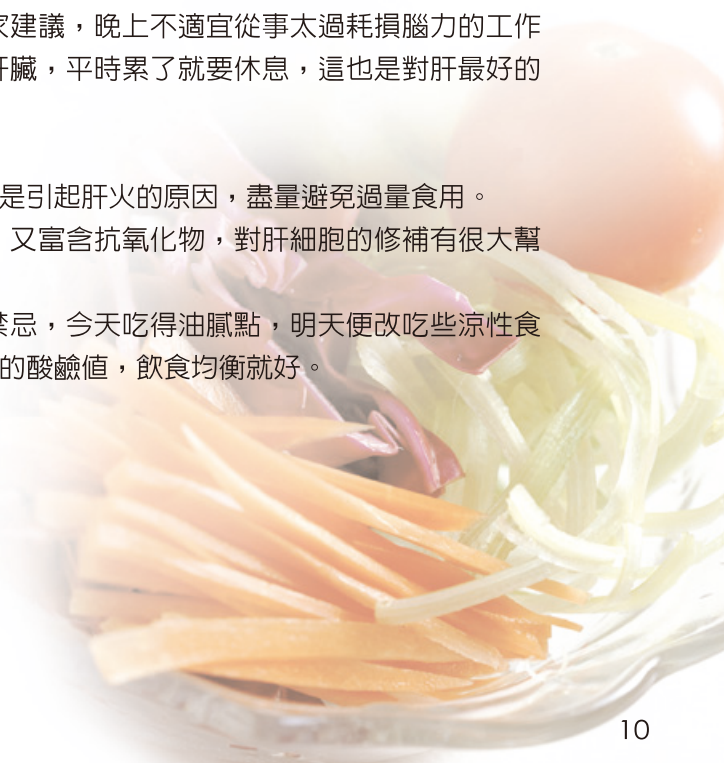 家建議，晚上不適宜從事太過耗損腦力的工作
肝臟，平時累了就要休息，這也是對肝最好的
是引起肝火的原因，盡量避免過量食用。
又富含抗氧化物，對肝細胞的修補有很大幫
禁忌，今天吃得油膩點，明天便改吃些涼性食
的酸鹼值，飲食均衡就好。
10